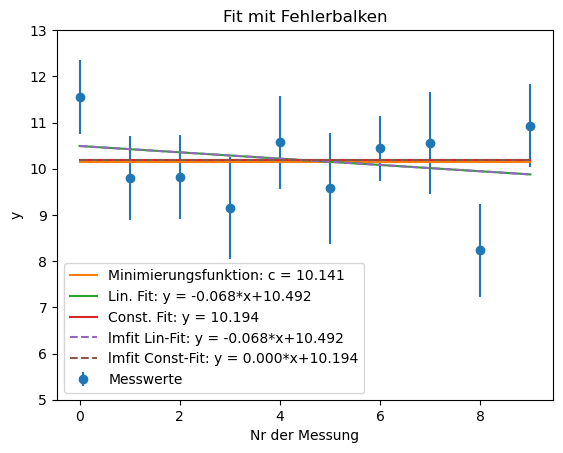 Fit mit Fehlerbalken
13
12
11
10
9
8
7
6
5
y
Minimierungsfunktion: c = 10.141
Lin. Fit: y = -0.068*x+10.492
Const. Fit: y = 10.194
lmfit Lin-Fit: y = -0.068*x+10.492
lmfit Const-Fit: y = 0.000*x+10.194
Messwerte
0 2 4 6 8
Nr der Messung